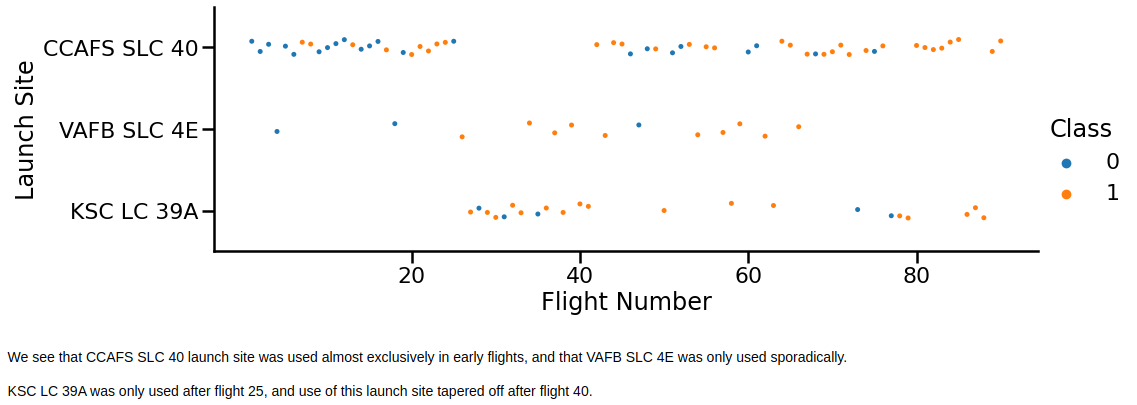 CCAFS SLC 40
VAFB SLC 4E
KSC LC 39A
Launch Site
20 40 60 80
Flight Number
Class
0
1
We see that CCAFS SLC 40 launch site was used almost exclusively in early flights, and that VAFB SLC 4E was only used sporadically.
KSC LC 39A was only used after flight 25, and use of this launch site tapered off after flight 40.